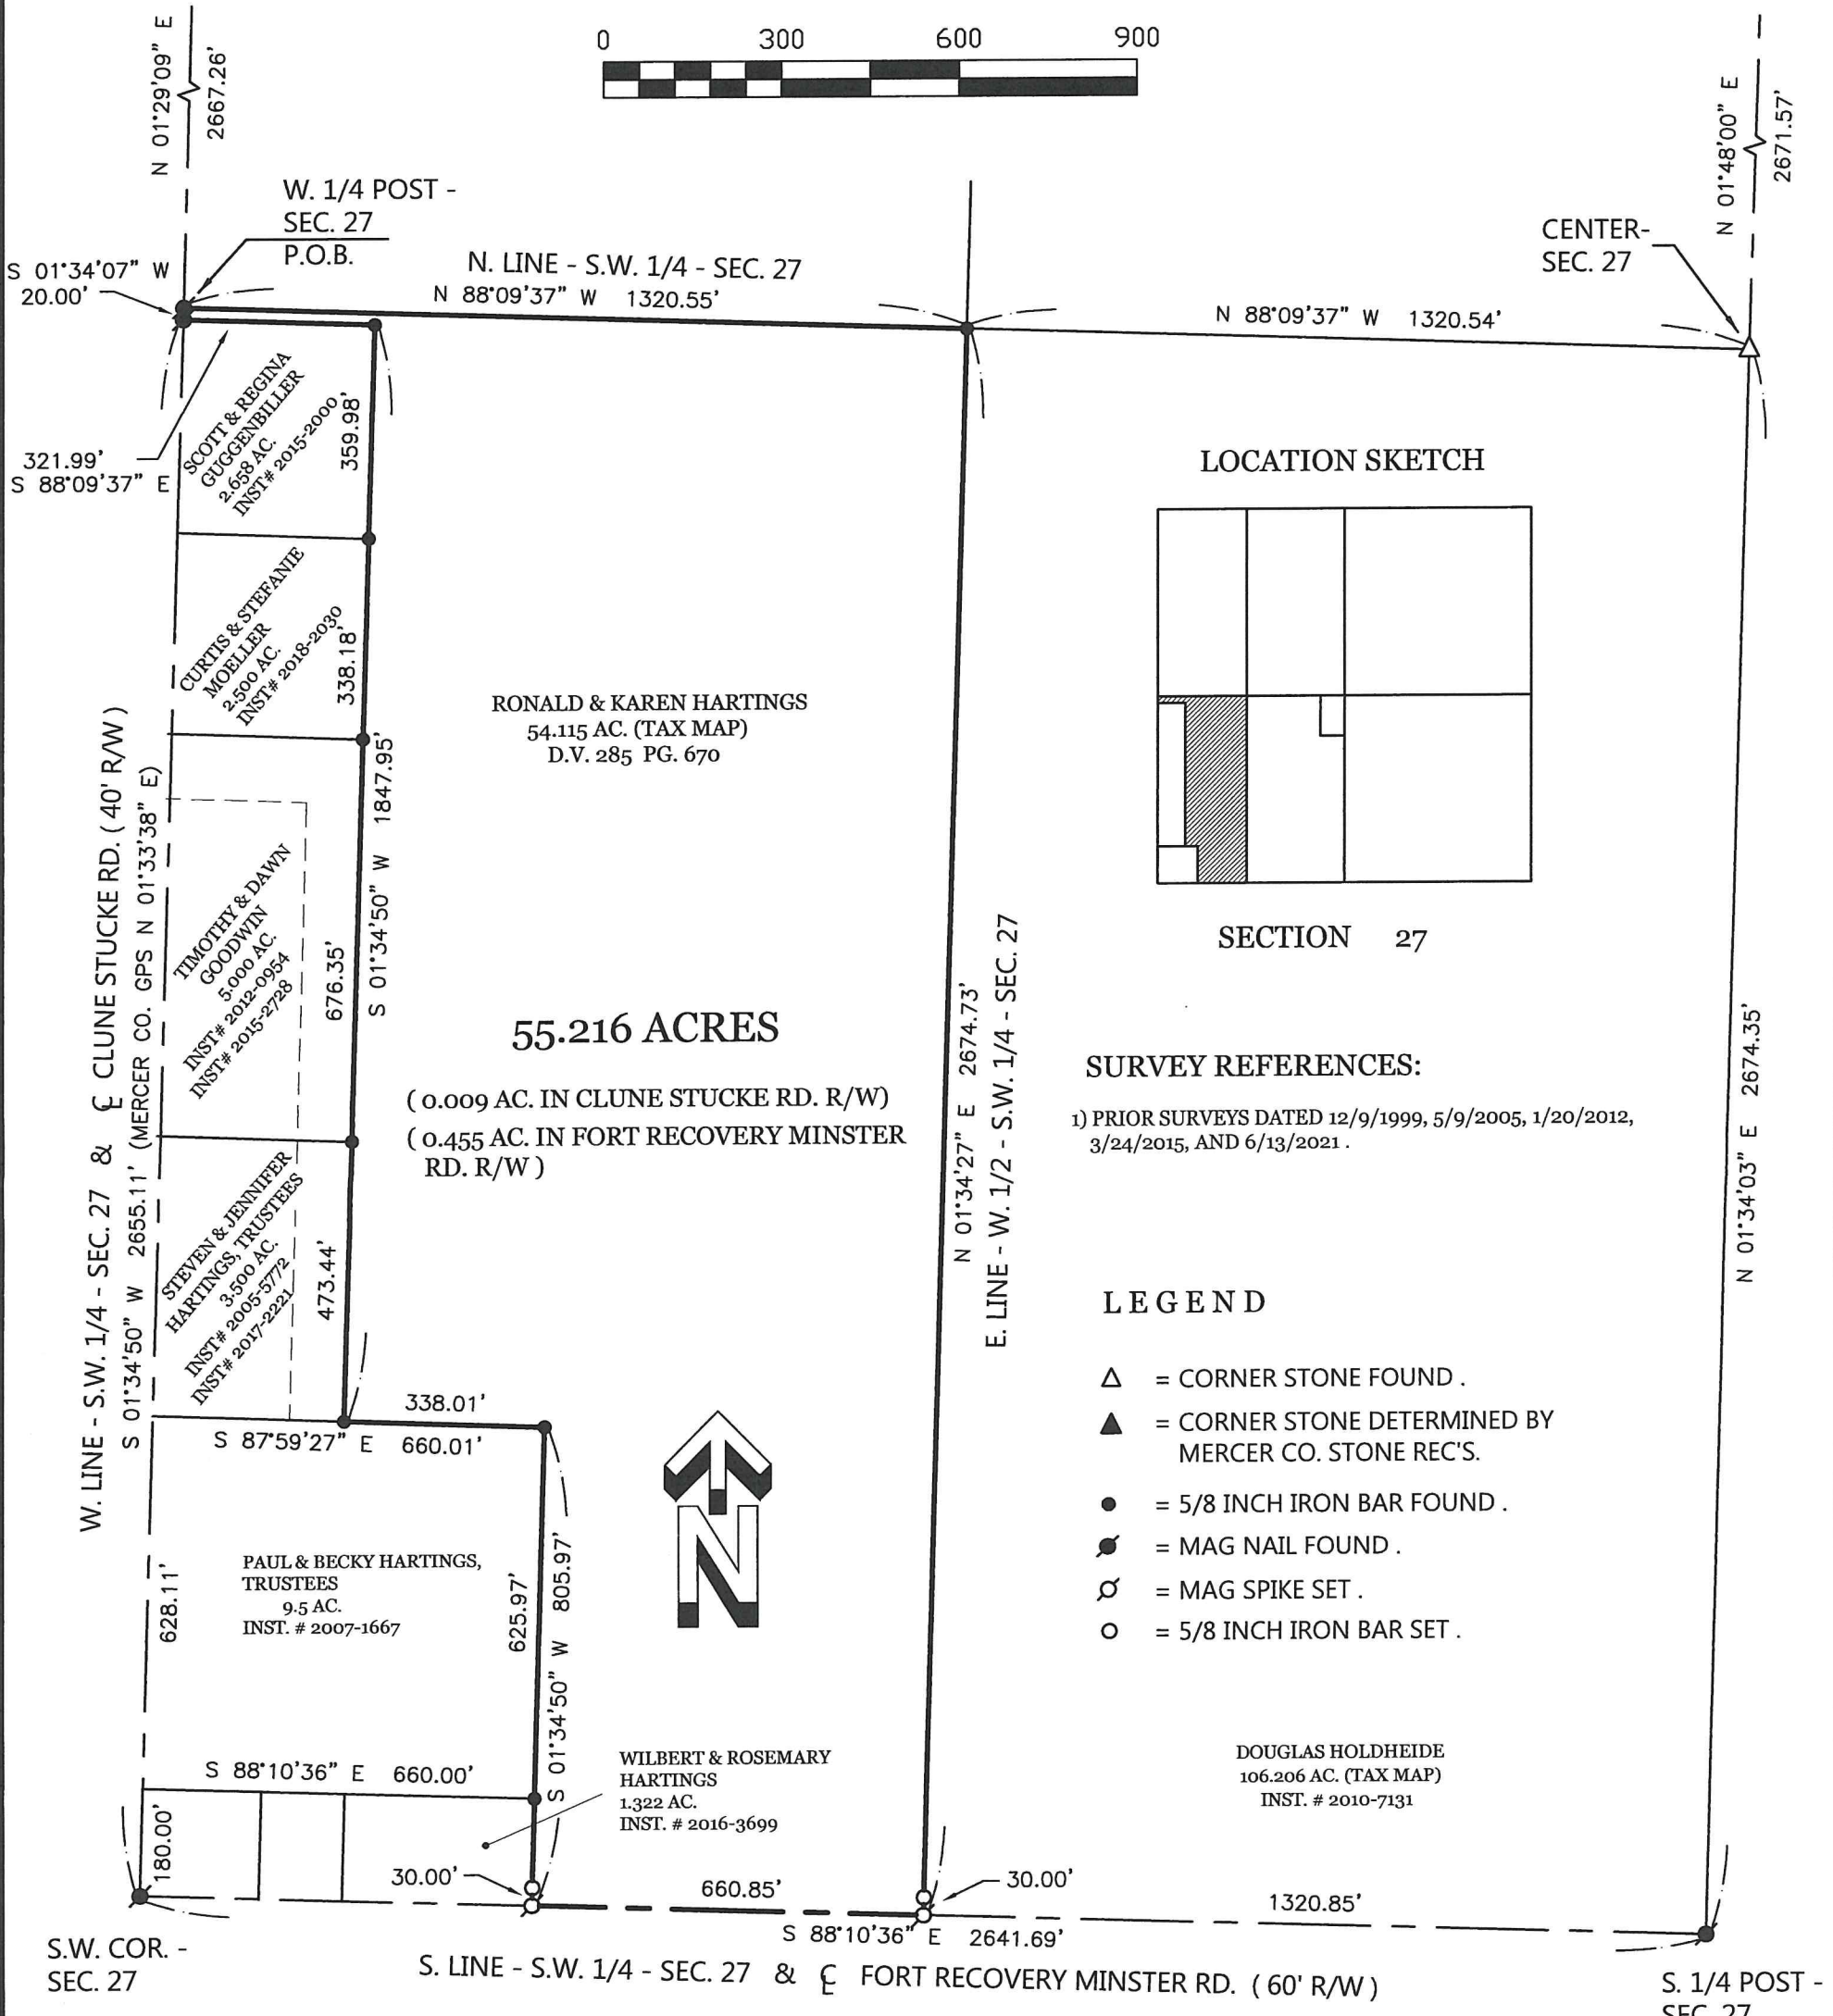 0 300 600 900
N 01°29'09" E
2667.26'
N 01°48'00" E
2671.57'
W. 1/4 POST -
SEC. 27
P.O.B.
CENTER-
SEC. 27
S 01°34'07" W
20.00'
N. LINE - S.W. 1/4 - SEC. 27
N 88°09'37" W 1320.55'
N 88°09'37" W 1320.54'
321.99'
S 88°09'37" E
SCOTT & REGINA
GUGGENBILLER
2.658 AC.
INST# 2015-2000
359.98'
CURTIS & STEFANIE
MOELLER
2.500 AC.
INST# 2018-2030
338.18'
LOCATION SKETCH
SECTION 27
RONALD & KAREN HARTINGS
54.115 AC. (TAX MAP)
D.V. 285 PG. 670
W. LINE - S.W. 1/4 - SEC. 27 & ℄ CLUNE STUCKE RD. ( 40' R/W )
S 01°34'50" W 2655.11' (MERCER CO. GPS N 01°33'38" E)
TIMOTHY & DAWN
GOODWIN
5.000 AC.
INST# 2012-0954
INST# 2015-2728
676.35'
S 01°34'50" W 1847.95'
55.216 ACRES
( 0.009 AC. IN CLUNE STUCKE RD. R/W)
( 0.455 AC. IN FORT RECOVERY MINSTER
RD. R/W )
N 01°34'27" E 2674.73'
E. LINE - W. 1/2 - S.W. 1/4 - SEC. 27
SURVEY REFERENCES:
1) PRIOR SURVEYS DATED 12/9/1999, 5/9/2005, 1/20/2012,
3/24/2015, AND 6/13/2021 .
N 01°34'03" E 2674.35'
STEVEN & JENNIFER
HARTINGS, TRUSTEES
3.500 AC.
INST# 2005-5772
INST# 2017-2221
473.44'
LEGEND
= CORNER STONE FOUND .
= CORNER STONE DETERMINED BY
MERCER CO. STONE REC'S.
= 5/8 INCH IRON BAR FOUND .
= MAG NAIL FOUND .
= MAG SPIKE SET .
= 5/8 INCH IRON BAR SET .
338.01'
S 87°59'27" E 660.01'
N
PAUL & BECKY HARTINGS,
TRUSTEES
9.5 AC.
INST. # 2007-1667
628.11'
625.97'
S 01°34'50" W 805.97'
S 88°10'36" E 660.00'
180.00'
WILBERT & ROSEMARY
HARTINGS
1.322 AC.
INST. # 2016-3699
DOUGLAS HOLDHEIDE
106.206 AC. (TAX MAP)
INST. # 2010-7131
30.00'
660.85'
30.00'
1320.85'
S 88°10'36" E 2641.69'
S.W. COR. -
SEC. 27
S. LINE - S.W. 1/4 - SEC. 27 & ℄ FORT RECOVERY MINSTER RD. ( 60' R/W )
S. 1/4 POST -
SEC. 27